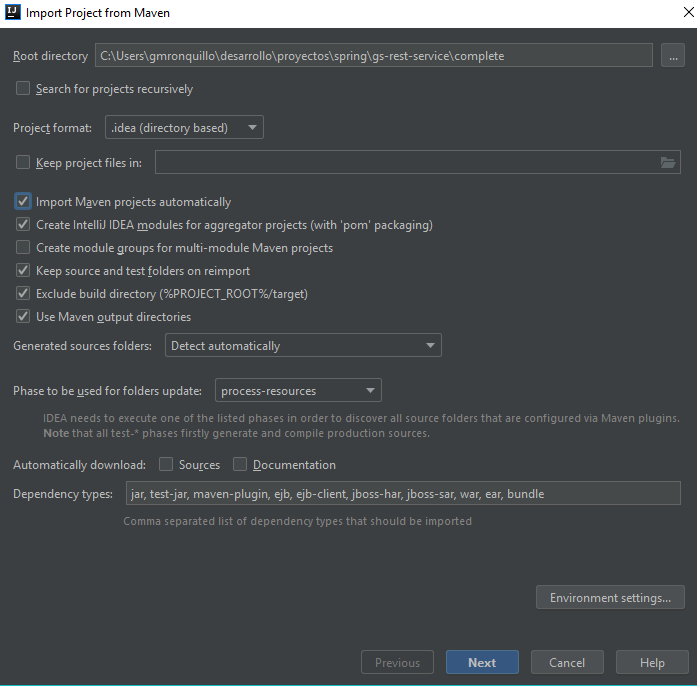 IJ Import Project from Maven
Root directory C:\Users\gmronquillo\desarrollo\proyectos\spring\gs-rest-service\complete ...
Search for projects recursively
Project format: .idea (directory based)
Keep project files in:
Import Maven projects automatically
Create IntelliJ IDEA modules for aggregator projects (with 'pom' packaging)
Create module groups for multi-module Maven projects
Keep source and test folders on reimport
Exclude build directory (%PROJECT_ROOT%/target)
Use Maven output directories
Generated sources folders: Detect automatically
Phase to be used for folders update: process-resources
IDEA needs to execute one of the listed phases in order to discover all source folders that are configured via Maven plugins.
Note that all test-* phases firstly generate and compile production sources.
Automatically download: Sources Documentation
Dependency types: jar, test-jar, maven-plugin, ejb, ejb-client, jboss-har, jboss-sar, war, ear, bundle
Comma separated list of dependency types that should be imported
Environment settings...
Previous Next Cancel Help